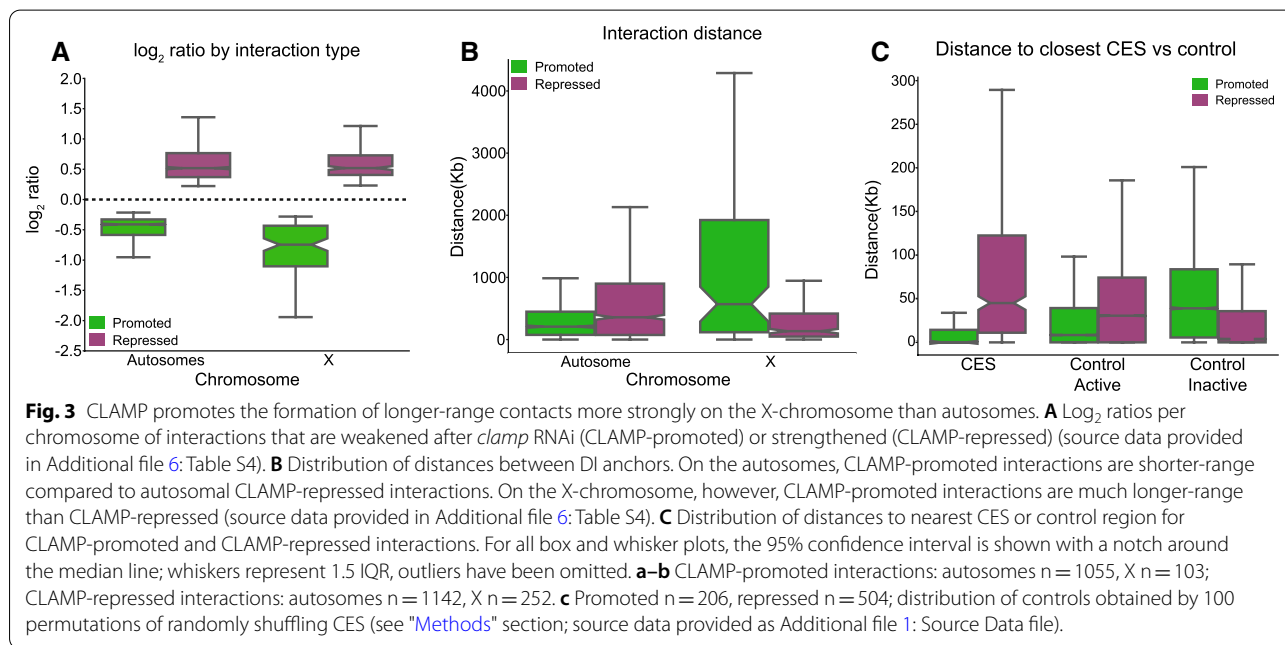 A
log2 ratio by interaction type
2.0
1.5
1.0
0.5
0.0
-0.5
-1.0
-1.5
-2.0
-2.5
log2 ratio
Promoted
Repressed
Autosomes X
Chromosome
B
Interaction distance
Promoted
Repressed
4000
3000
2000
1000
0
Distance(Kb)
Autosome X
Chromosome
C
Distance to closest CES vs control
Promoted
Repressed
300
250
200
150
100
50
0
Distance(Kb)
CES Control Control
Active Inactive
Fig. 3 CLAMP promotes the formation of longer-range contacts more strongly on the X-chromosome than autosomes. A Log2 ratios per
chromosome of interactions that are weakened after clamp RNAi (CLAMP-promoted) or strengthened (CLAMP-repressed) (source data provided
in Additional file 6: Table S4). B Distribution of distances between DI anchors. On the autosomes, CLAMP-promoted interactions are shorter-range
compared to autosomal CLAMP-repressed interactions. On the X-chromosome, however, CLAMP-promoted interactions are much longer-range
than CLAMP-repressed (source data provided in Additional file 6: Table S4). C Distribution of distances to nearest CES or control region for
CLAMP-promoted and CLAMP-repressed interactions. For all box and whisker plots, the 95% confidence interval is shown with a notch around
the median line; whiskers represent 1.5 IQR, outliers have been omitted. a–b CLAMP-promoted interactions: autosomes n = 1055, X n = 103;
CLAMP-repressed interactions: autosomes n = 1142, X n = 252. c Promoted n = 206, repressed n = 504; distribution of controls obtained by 100
permutations of randomly shuffling CES (see "Methods" section; source data provided as Additional file 1: Source Data file).